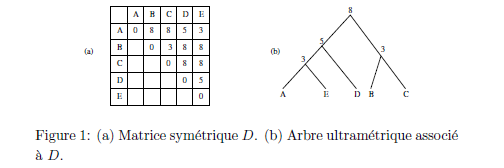 A B C D E
A 0 8 8 5 3
B 0 3 8 8
C 0 8 8
D 0 5
E 0
(a)
8
5
3
3
A E D B C
(b)
Figure 1: (a) Matrice symétrique D. (b) Arbre ultramétrique associé
à D.